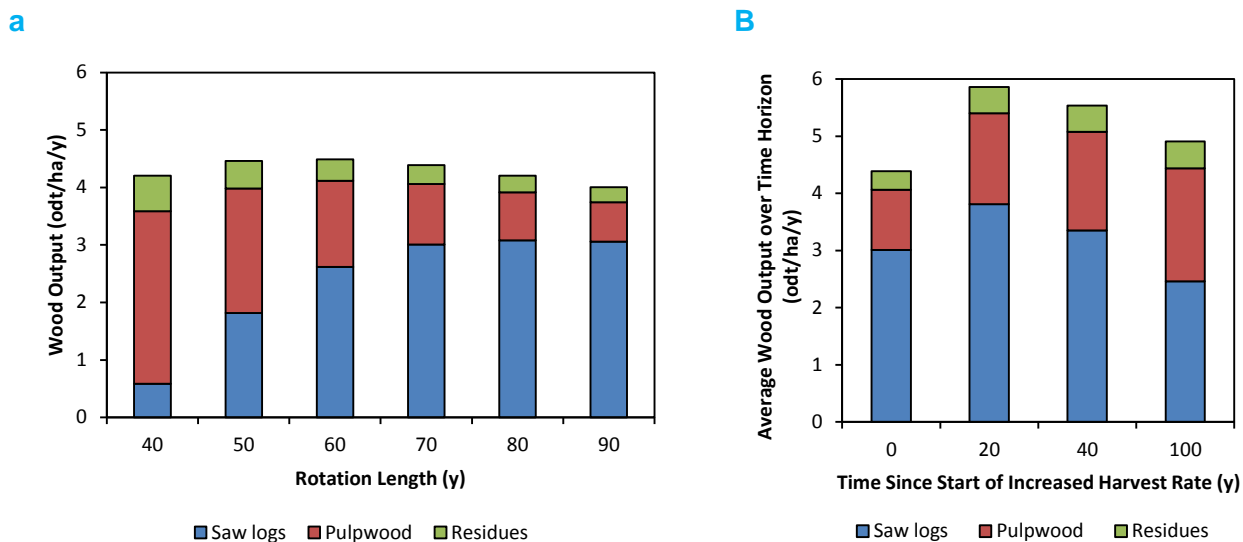 a
Wood Output (odt/ha/y)
6
5
4
3
2
1
0
40 50 60 70 80 90
Rotation Length (y)
Saw logs Pulpwood Residues
B
Average Wood Output over Time Horizon
(odt/ha/y)
6
5
4
3
2
1
0
0 20 40 100
Time Since Start of Increased Harvest Rate (y)
Saw logs Pulpwood Residues